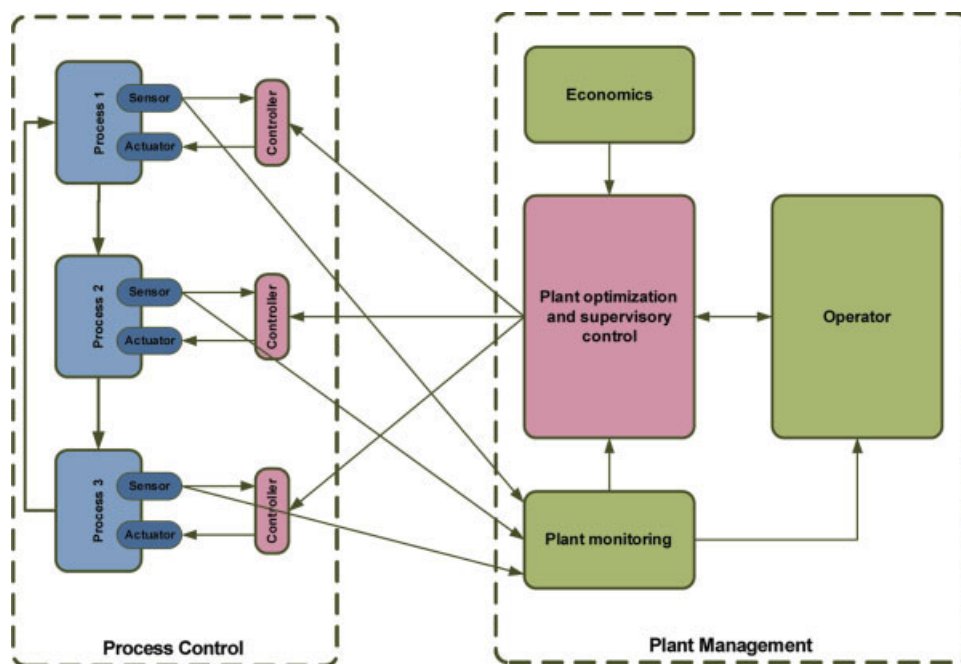 Process 1
Sensor
Actuator
Controller
Process 2
Sensor
Actuator
Controller
Process 3
Sensor
Actuator
Controller
Process Control
Economics
Plant optimization
and supervisory
control
Operator
Plant monitoring
Plant Management